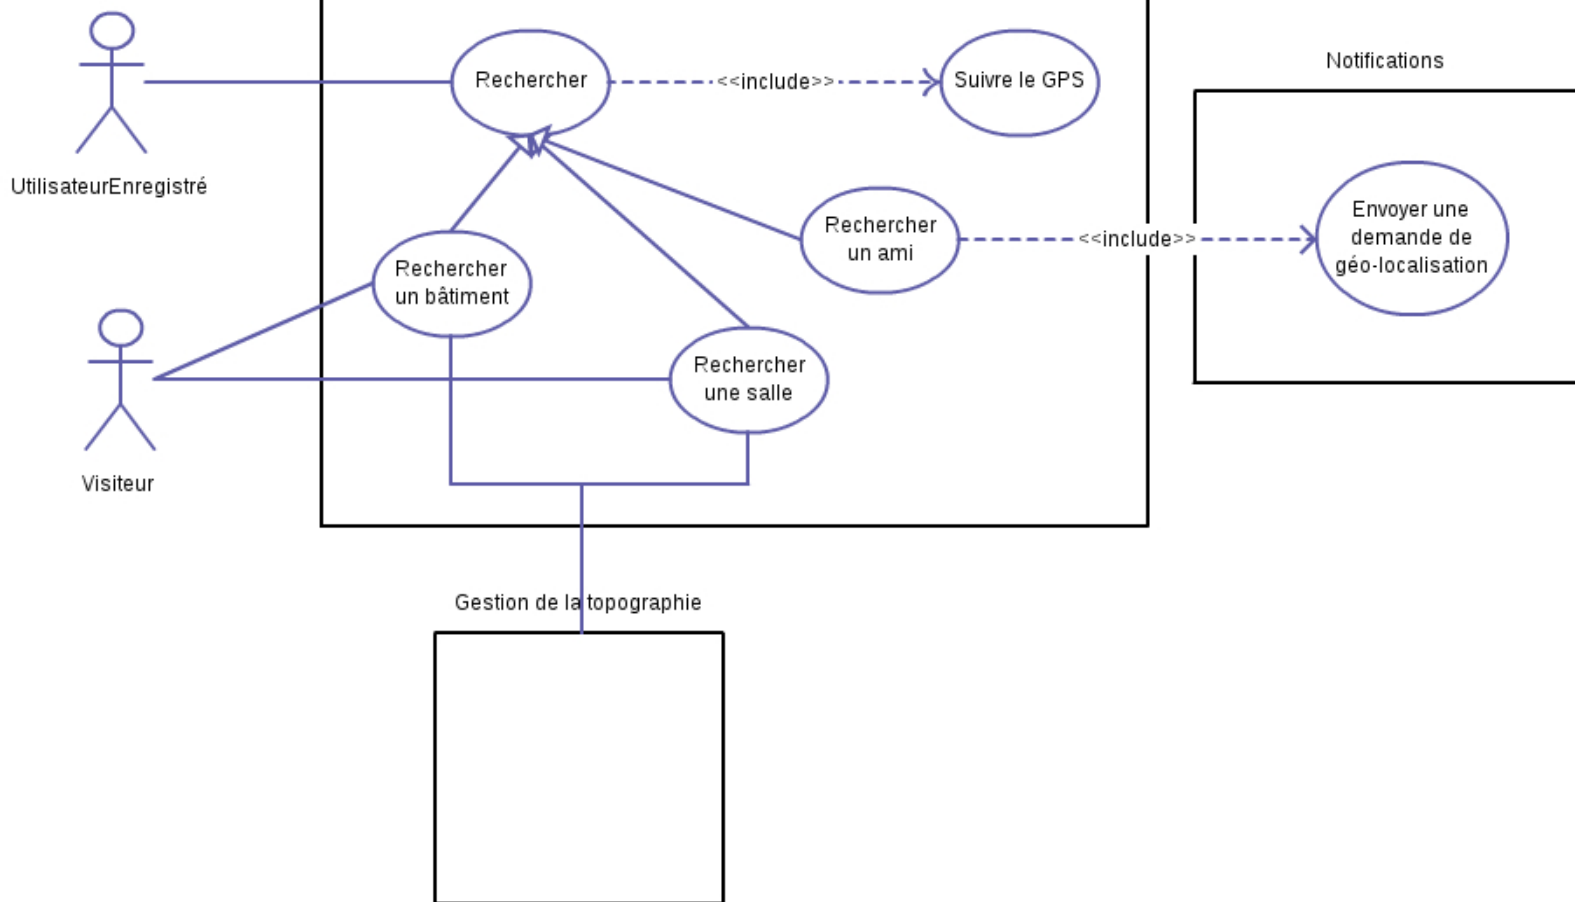 Rechercher
<<include>>
Suivre le GPS
Notifications
UtilisateurEnregistré
Rechercher
un ami
<<include>>
Envoyer une
demande de
géo-localisation
Rechercher
un bâtiment
Rechercher
une salle
Visiteur
Gestion de la topographie